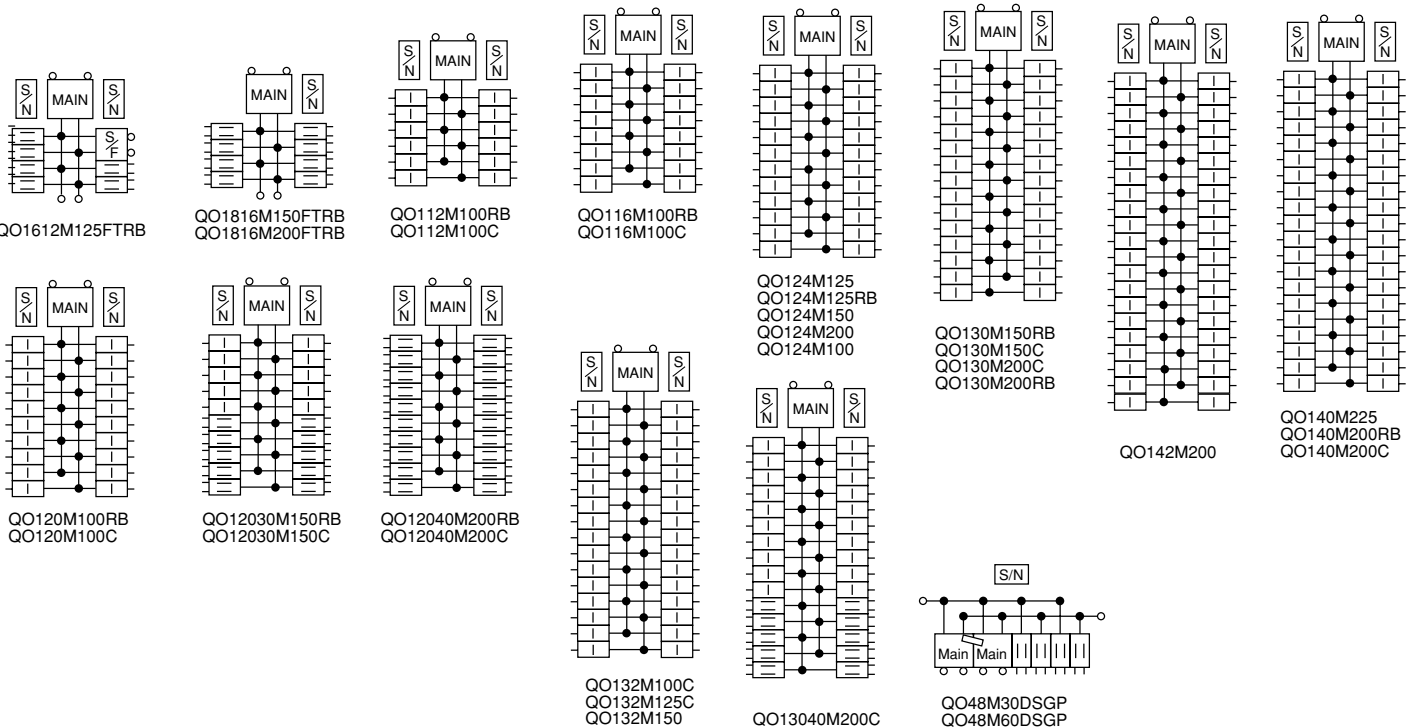 S/N MAIN S/N
S/F
QO1612M125FTRB
MAIN S/N
QO1816M150FTRB
QO1816M200FTRB
S/N MAIN S/N
QO112M100RB
QO112M100C
S/N MAIN S/N
QO116M100RB
QO116M100C
S/N MAIN S/N
QO124M125
QO124M125RB
QO124M150
QO124M200
QO124M100
S/N MAIN S/N
QO130M150RB
QO130M150C
QO130M200C
QO130M200RB
S/N MAIN S/N
QO142M200
S/N MAIN S/N
QO140M225
QO140M200RB
QO140M200C
S/N MAIN S/N
QO120M100RB
QO120M100C
S/N MAIN S/N
QO12030M150RB
QO12030M150C
S/N MAIN S/N
QO12040M200RB
QO12040M200C
S/N MAIN S/N
QO132M100C
QO132M125C
QO132M150
S/N MAIN S/N
QO13040M200C
S/N
Main Main
QO48M30DSGP
QO48M60DSGP